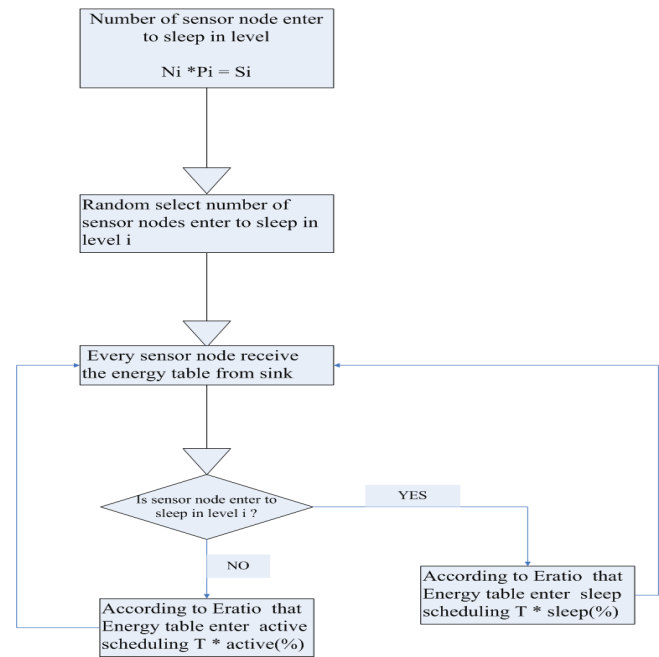 Number of sensor node enter
to sleep in level
Ni *Pi = Si
Random select number of
sensor nodes enter to sleep in
level i
Every sensor node receive
the energy table from sink
Is sensor node enter to
sleep in level i ?
YES
NO
According to Eratio that
Energy table enter sleep
scheduling T * sleep(%)
According to Eratio that
Energy table enter active
scheduling T * active(%)